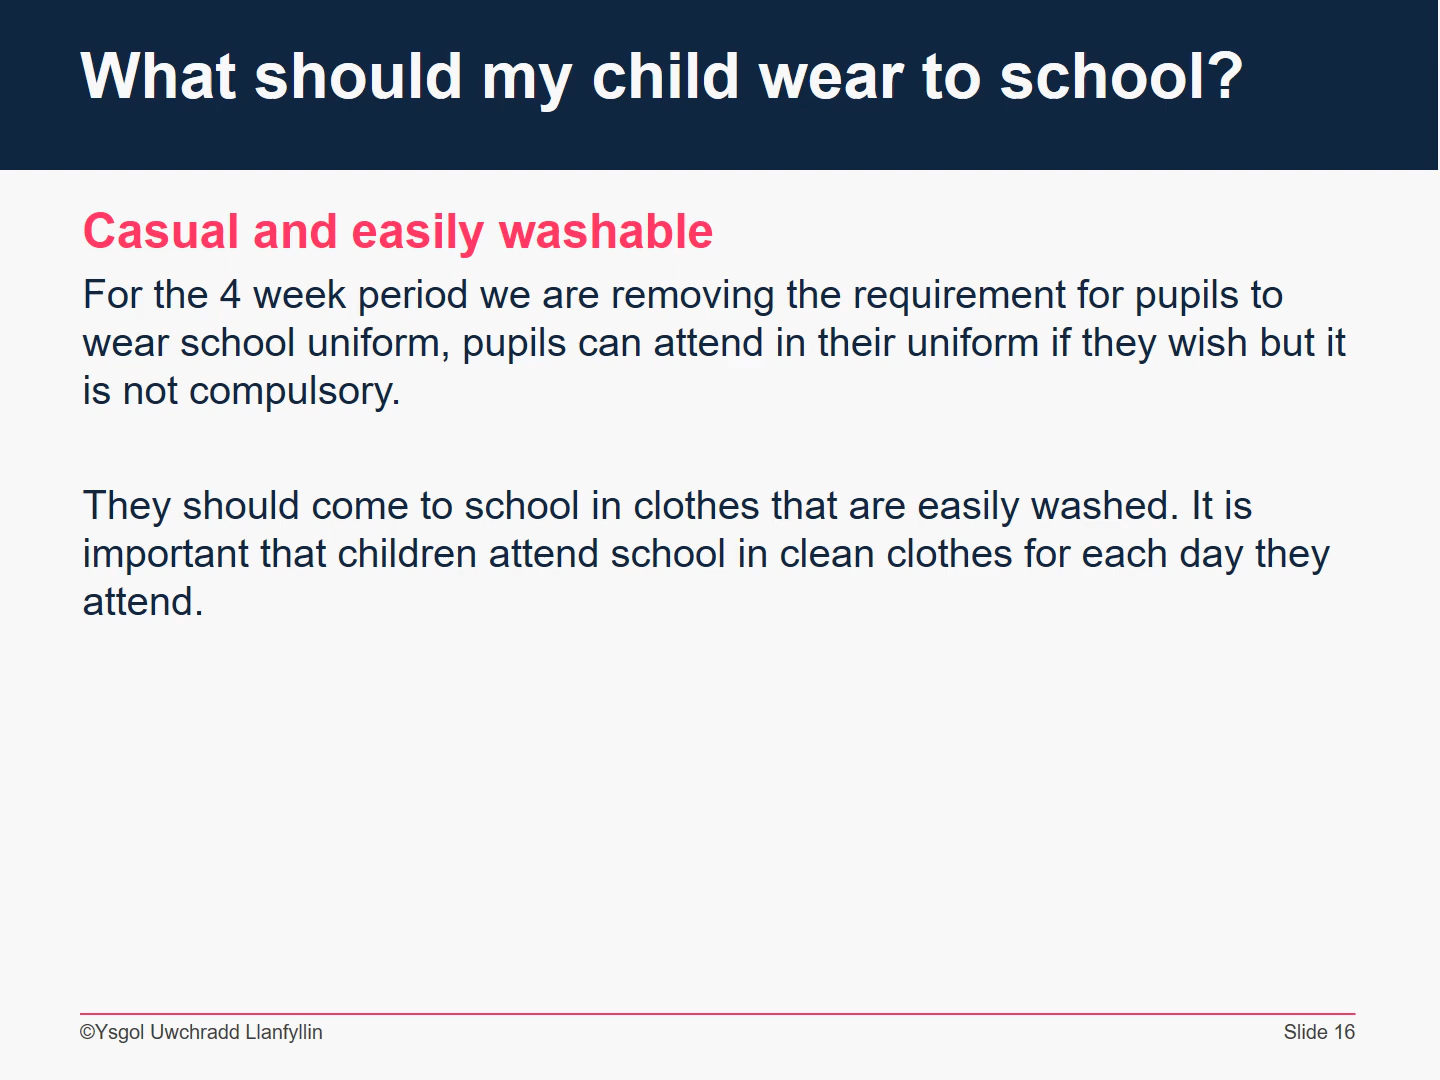 What should my child wear to school?
Casual and easily washable
For the 4 week period we are removing the requirement for pupils to
wear school uniform, pupils can attend in their uniform if they wish but it
is not compulsory.
They should come to school in clothes that are easily washed. It is
important that children attend school in clean clothes for each day they
attend.
©Ysgol Uwchradd Llanfyllin
Slide 16